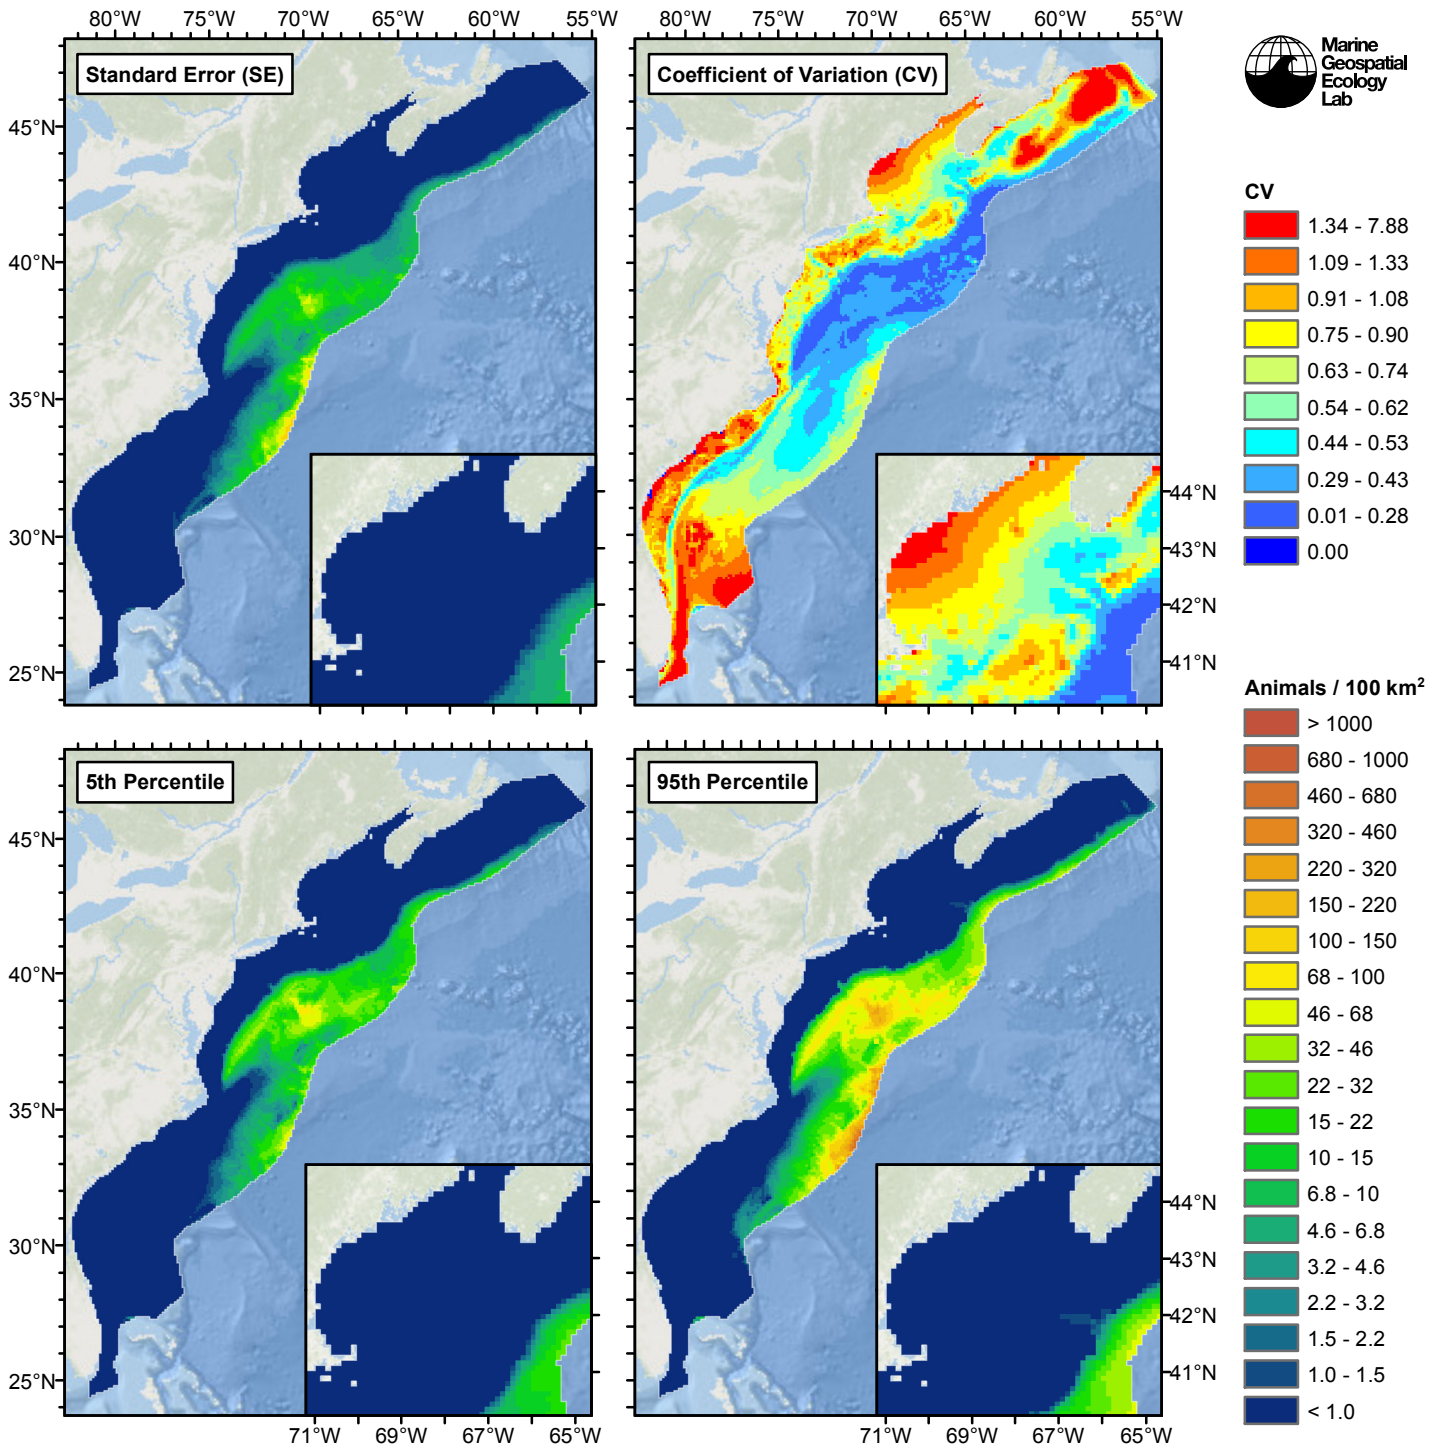 80°W 75°W 70°W 65°W 60°W 55°W
80°W 75°W 70°W 65°W 60°W 55°W
Standard Error (SE)
Coefficient of Variation (CV)
Marine
Geospatial
Ecology
Lab
45°N
40°N
35°N
30°N
25°N
44°N
43°N
42°N
41°N
CV
1.34 - 7.88
1.09 - 1.33
0.91 - 1.08
0.75 - 0.90
0.63 - 0.74
0.54 - 0.62
0.44 - 0.53
0.29 - 0.43
0.01 - 0.28
0.00
5th Percentile
95th Percentile
45°N
40°N
35°N
30°N
25°N
44°N
43°N
42°N
41°N
71°W 69°W 67°W 65°W
71°W 69°W 67°W 65°W
Animals / 100 km²
> 1000
680 - 1000
460 - 680
320 - 460
220 - 320
150 - 220
100 - 150
68 - 100
46 - 68
32 - 46
22 - 32
15 - 22
10 - 15
6.8 - 10
4.6 - 6.8
3.2 - 4.6
2.2 - 3.2
1.5 - 2.2
1.0 - 1.5
< 1.0